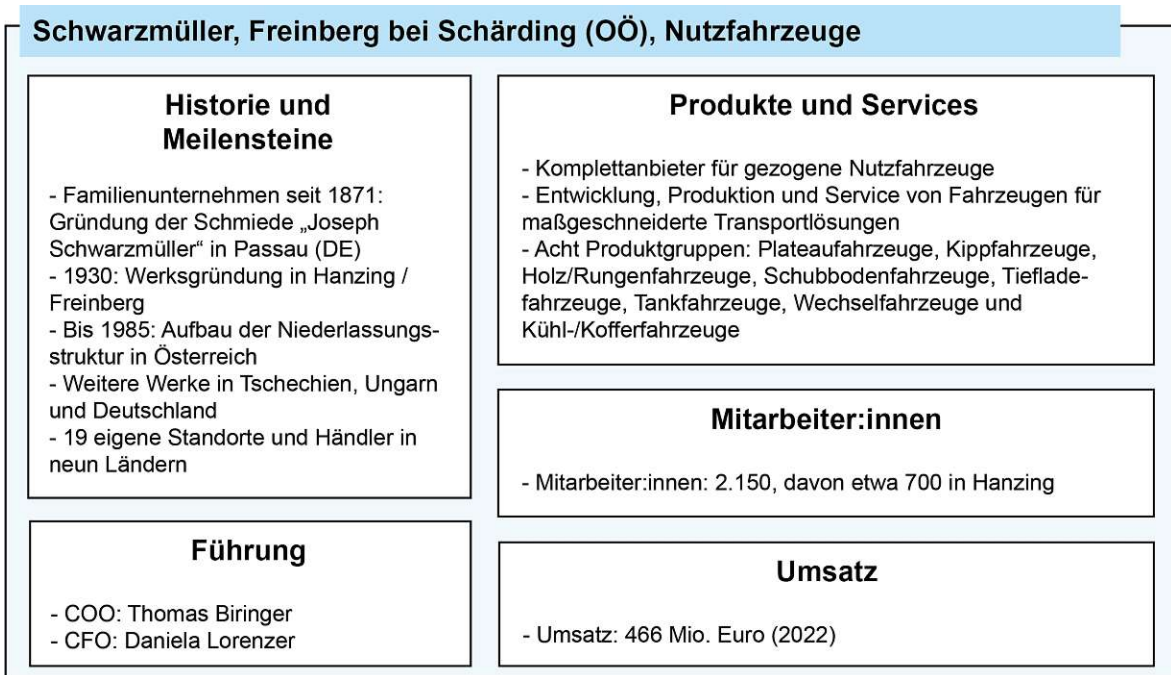 Schwarzmüller, Freinberg bei Schärding (OÖ), Nutzfahrzeuge
Historie und
Meilensteine
- Familienunternehmen seit 1871:
Gründung der Schmiede „Joseph
Schwarzmüller“ in Passau (DE)
- 1930: Werksgründung in Hanzing /
Freinberg
- Bis 1985: Aufbau der Niederlassungs-
struktur in Österreich
- Weitere Werke in Tschechien, Ungarn
und Deutschland
- 19 eigene Standorte und Händler in
neun Ländern
Führung
- COO: Thomas Biringer
- CFO: Daniela Lorenzer
Produkte und Services
- Komplettanbieter für gezogene Nutzfahrzeuge
- Entwicklung, Produktion und Service von Fahrzeugen für
maßgeschneiderte Transportlösungen
- Acht Produktgruppen: Plateaufahrzeuge, Kippfahrzeuge,
Holz/Rungenfahrzeuge, Schubbodenfahrzeuge, Tieflade-
fahrzeuge, Tankfahrzeuge, Wechselfahrzeuge und
Kühl-/Kofferfahrzeuge
Mitarbeiter:innen
- Mitarbeiter:innen: 2.150, davon etwa 700 in Hanzing
Umsatz
- Umsatz: 466 Mio. Euro (2022)